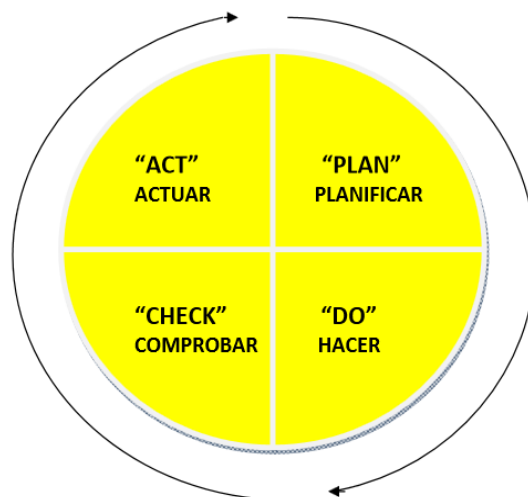 “ACT”
ACTUAR
“PLAN”
PLANIFICAR
“CHECK”
COMPROBAR
“DO”
HACER